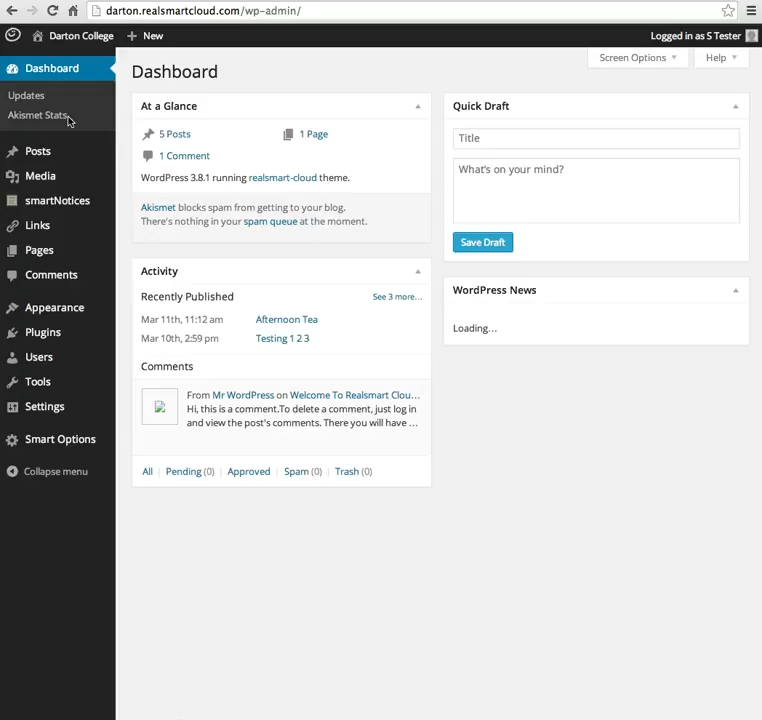 darton.realsmartcloud.com/wp-admin/
Darton College
New
Logged in as S Tester
Dashboard
Updates
Akismet Stats
Posts
Media
smartNotices
Links
Pages
Comments
Appearance
Plugins
Users
Tools
Settings
Smart Options
Collapse menu
Screen Options
Help
Dashboard
At a Glance
5 Posts
1 Page
1 Comment
WordPress 3.8.1 running realsmart-cloud theme.
Akismet blocks spam from getting to your blog.
There's nothing in your spam queue at the moment.
Activity
Recently Published
See 3 more…
Mar 11th, 11:12 am Afternoon Tea
Mar 10th, 2:59 pm Testing 1 2 3
Comments
From Mr WordPress on Welcome To Realsmart Clou…
Hi, this is a comment.To delete a comment, just log in
and view the post's comments. There you will have …
All | Pending (0) | Approved | Spam (0) | Trash (0)
Quick Draft
Title
What's on your mind?
Save Draft
WordPress News
Loading…